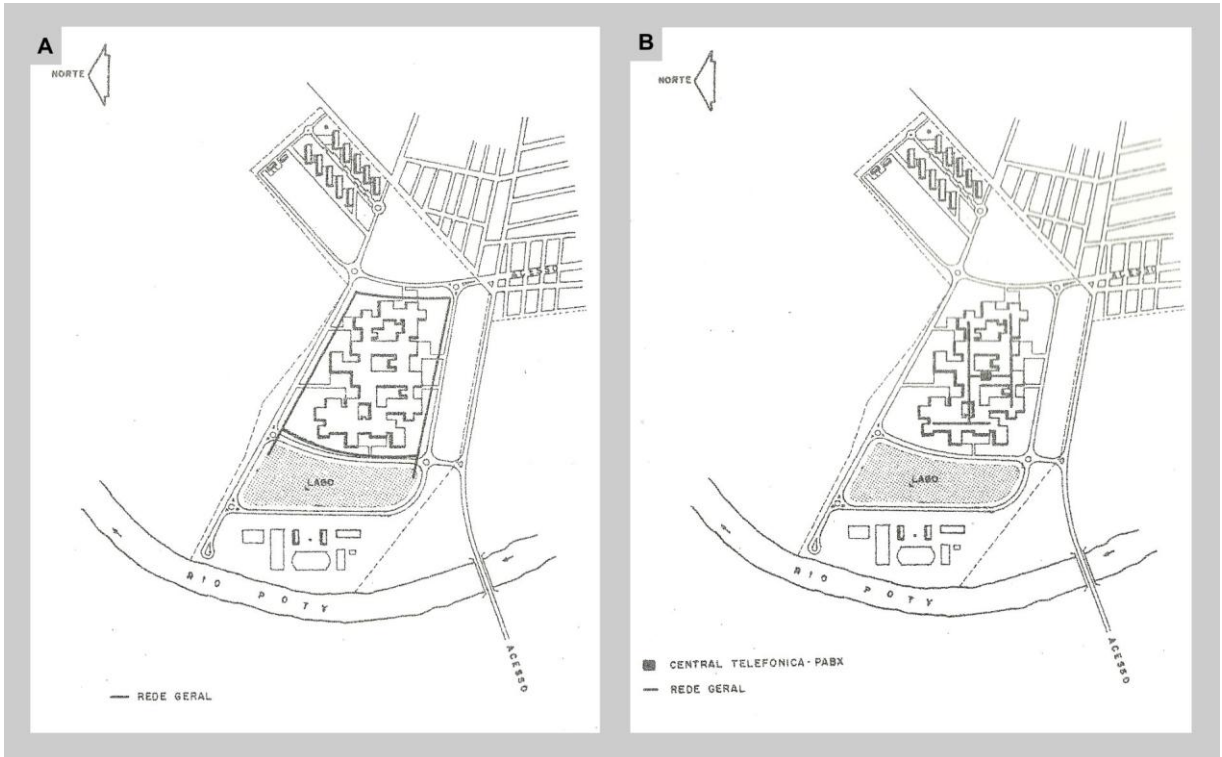 A
NORTE
LAGO
RIO POTY
ACESSO
REDE GERAL
B
NORTE
LAGO
RIO POTY
ACESSO
CENTRAL TELEFONICA - PABX
REDE GERAL